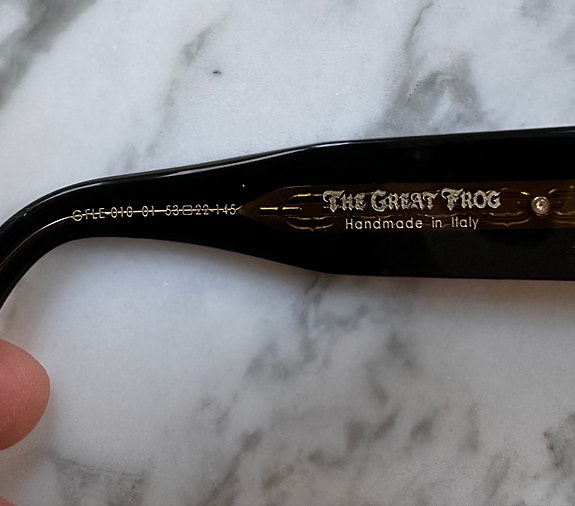 GFLE-010 01 53□22-145
THE GREAT FROG
Handmade in Italy